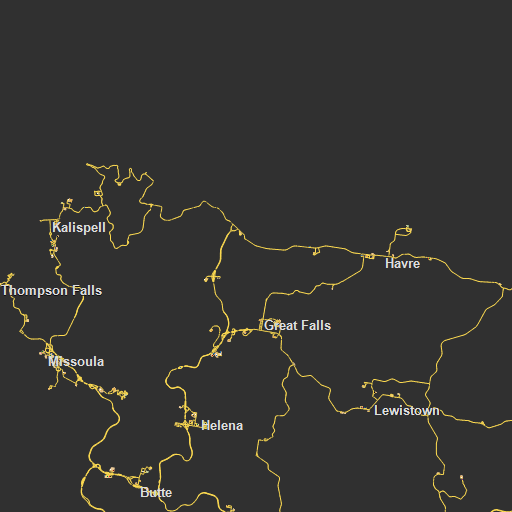 Kalispell
Havre
Thompson Falls
Great Falls
Missoula
Lewistown
Helena
Butte